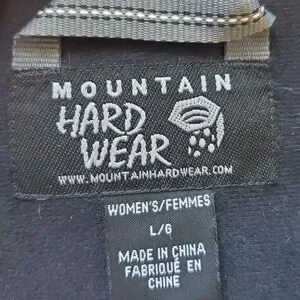 MOUNTAIN
HARD
WEAR
WWW.MOUNTAINHARDWEAR.COM
WOMEN'S/FEMMES
L/G
MADE IN CHINA
FABRIQUÉ EN
CHINE